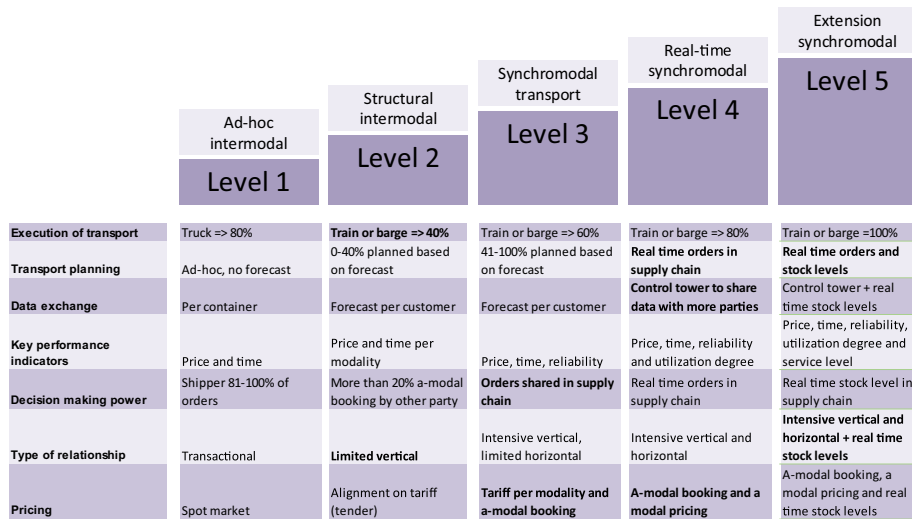 Extension
synchromodal
Level 5
Real-time
synchromodal
Level 4
Synchromodal
transport
Level 3
Structural
intermodal
Level 2
Ad-hoc
intermodal
Level 1
Execution of transport
Truck => 80%
Train or barge => 40%
Train or barge => 60%
Train or barge => 80%
Train or barge =100%
Transport planning
Ad-hoc, no forecast
0-40% planned based
on forecast
41-100% planned based
on forecast
Real time orders in
supply chain
Real time orders and
stock levels
Data exchange
Per container
Forecast per customer
Forecast per customer
Control tower to share
data with more parties
Control tower + real
time stock levels
Key performance
indicators
Price and time
Price and time per
modality
Price, time, reliability
Price, time, reliability
and utilization degree
Price, time, reliability,
utilization degree and
service level
Decision making power
Shipper 81-100% of
orders
More than 20% a-modal
booking by other party
Orders shared in supply
chain
Real time orders in
supply chain
Real time stock level in
supply chain
Type of relationship
Transactional
Limited vertical
Intensive vertical,
limited horizontal
Intensive vertical and
horizontal
Intensive vertical and
horizontal + real time
stock levels
Pricing
Spot market
Alignment on tariff
(tender)
Tariff per modality and
a-modal booking
A-modal booking and a
modal pricing
A-modal booking, a
modal pricing and real
time stock levels